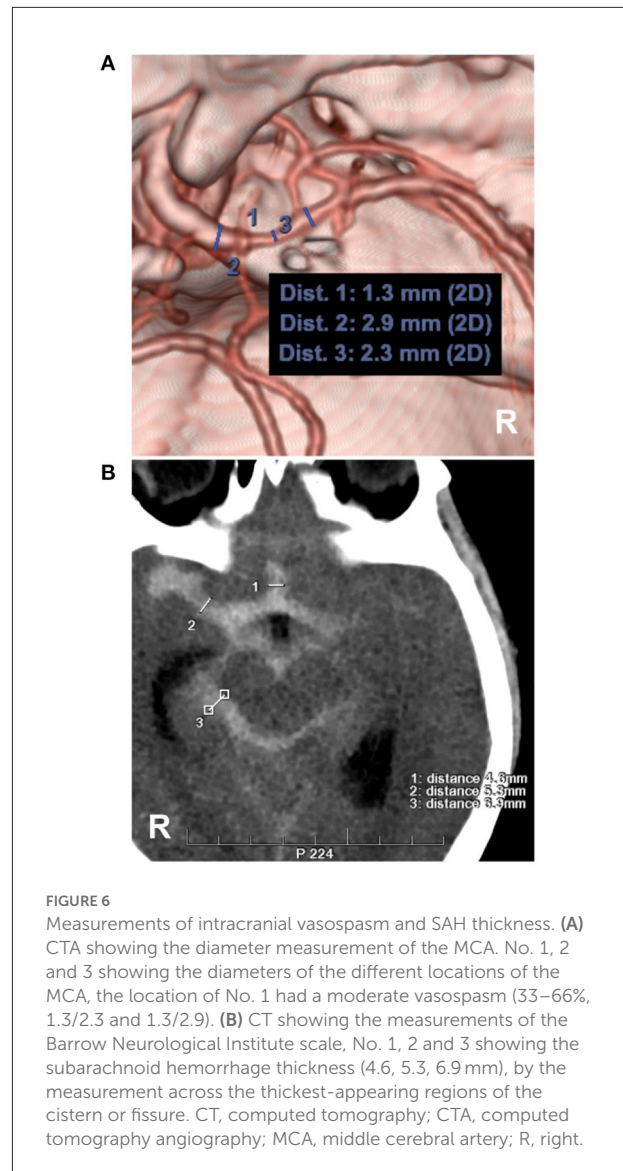 A
1
3
2
Dist. 1: 1.3 mm (2D)
Dist. 2: 2.9 mm (2D)
Dist. 3: 2.3 mm (2D)
R
B
1
2
3
1: distance 4.6mm
2: distance 5.3mm
3: distance 6.9mm
R
P 224
FIGURE 6
Measurements of intracranial vasospasm and SAH thickness. (A)
CTA showing the diameter measurement of the MCA. No. 1, 2
and 3 showing the diameters of the different locations of the
MCA, the location of No. 1 had a moderate vasospasm (33–66%,
1.3/2.3 and 1.3/2.9). (B) CT showing the measurements of the
Barrow Neurological Institute scale, No. 1, 2 and 3 showing the
subarachnoid hemorrhage thickness (4.6, 5.3, 6.9 mm), by the
measurement across the thickest-appearing regions of the
cistern or fissure. CT, computed tomography; CTA, computed
tomography angiography; MCA, middle cerebral artery; R, right.